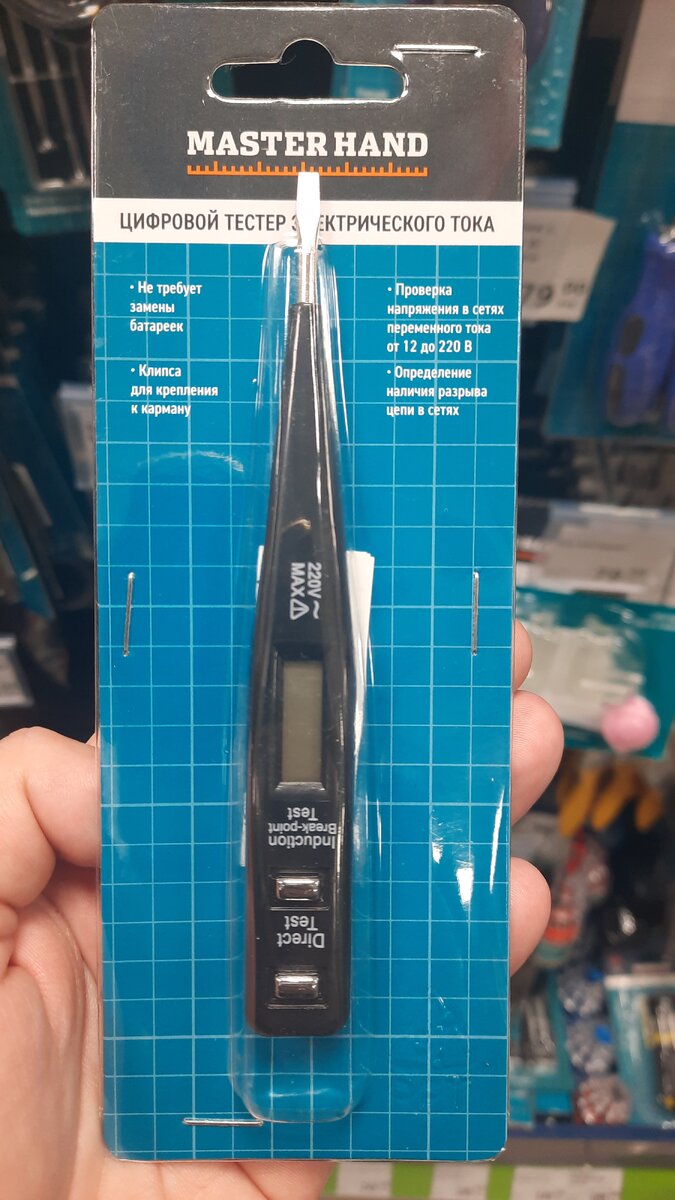 MASTER HAND
ЦИФРОВОЙ ТЕСТЕР ЭЛЕКТРИЧЕСКОГО ТОКА
• Не требует
замены
батареек
• Клипса
для крепления
к карману
• Проверка
напряжения в сетях
переменного тока
от 12 до 220 В
• Определение
наличия разрыва
цепи в сетях
220V ~
MAX
Induction
Break-point
Test
Direct
Test